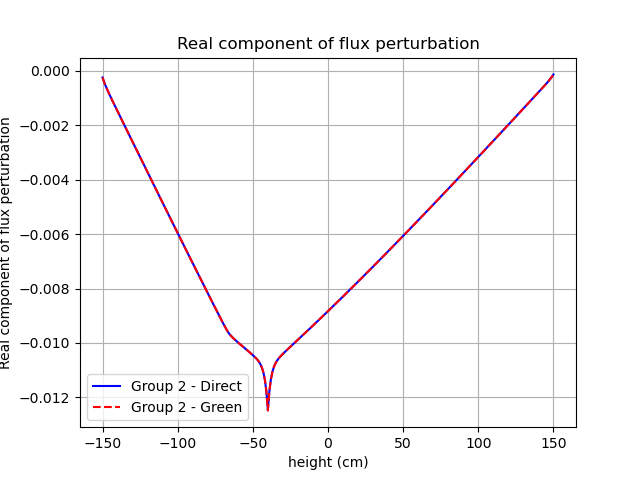 Real component of flux perturbation
Real component of flux perturbation
0.000
−0.002
−0.004
−0.006
−0.008
−0.010
−0.012
Group 2 - Direct
Group 2 - Green
−150
−100
−50
0
50
100
150
height (cm)